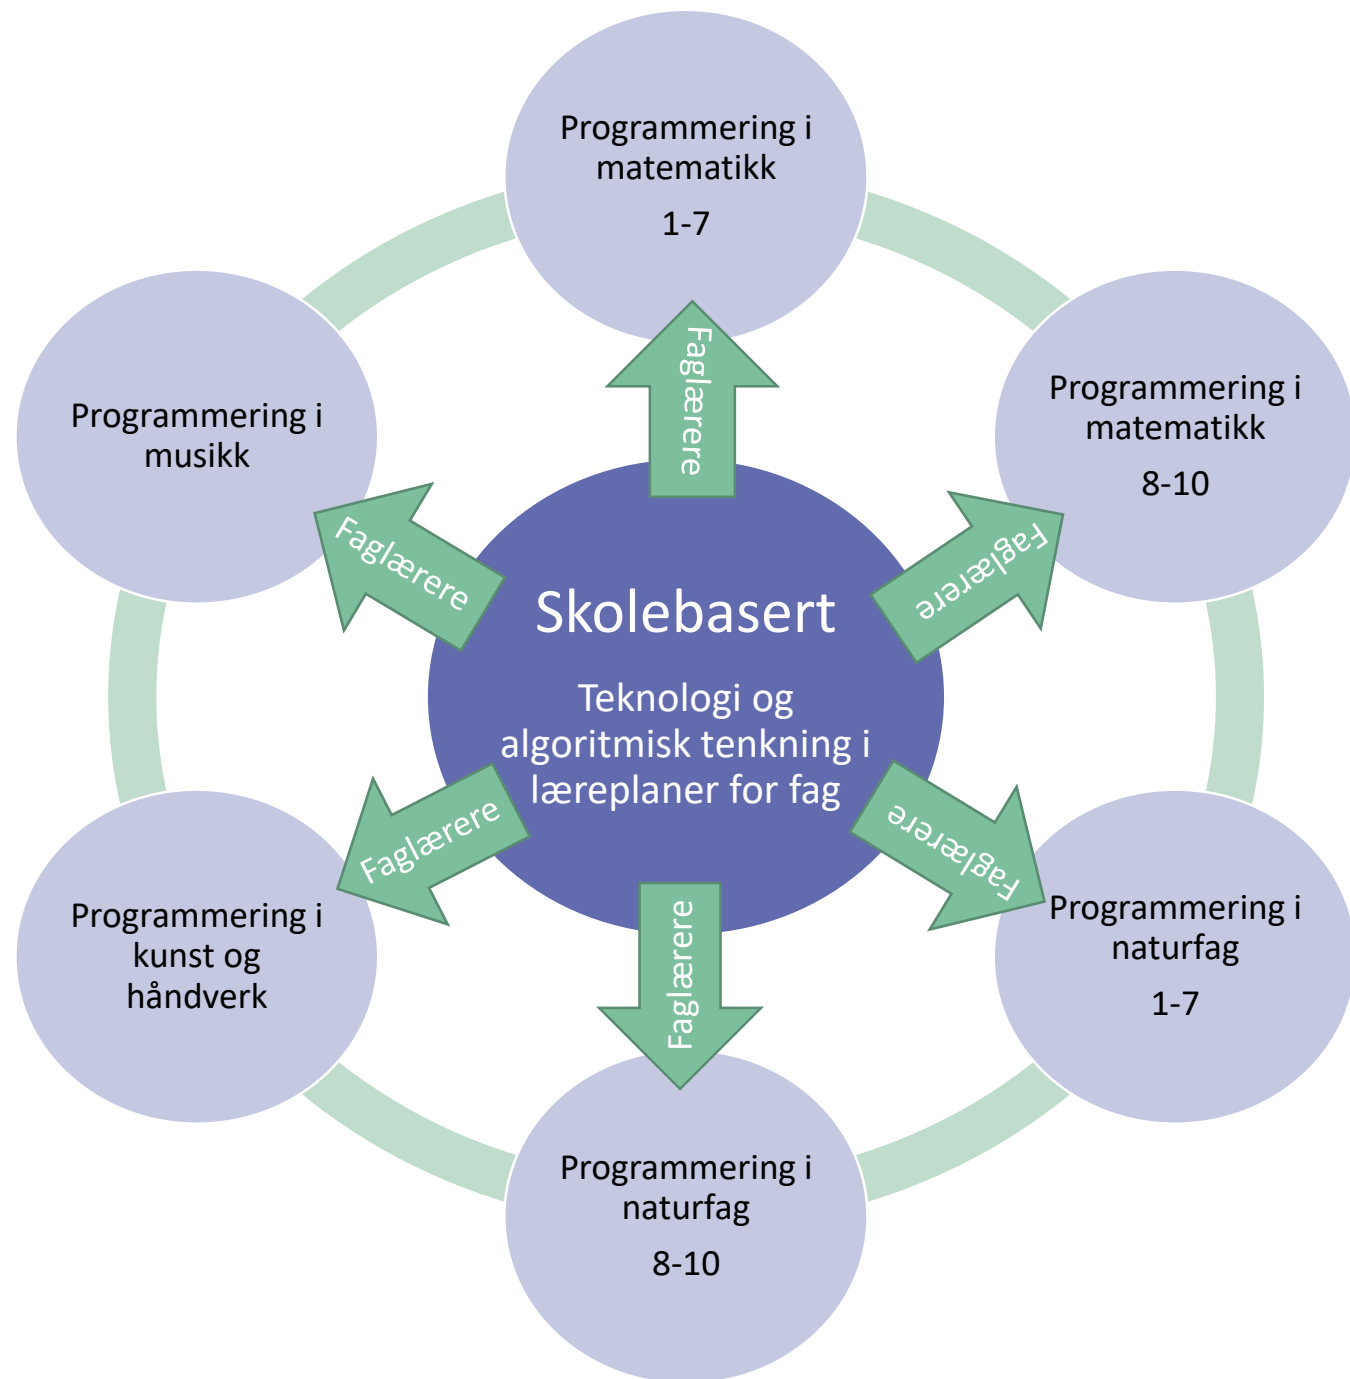 Programmering i
matematikk
1-7
Programmering i
matematikk
8-10
Programmering i
naturfag
1-7
Programmering i
naturfag
8-10
Programmering i
kunst og
håndverk
Programmering i
musikk
Faglærere
Faglærere
Faglærere
Faglærere
Faglærere
Faglærere
Skolebasert
Teknologi og
algoritmisk tenkning i
læreplaner for fag